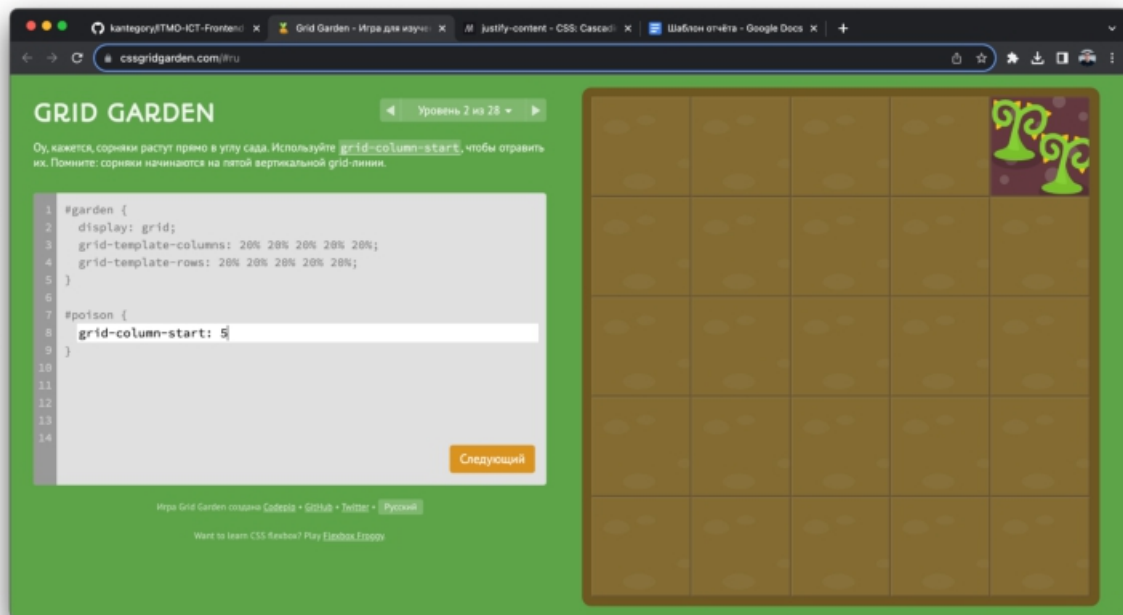 kantegory/ITMO-ICT-Frontend
Grid Garden - Игра для изуче
justify-content - CSS: Cascadi
Шаблон отчёта - Google Docs
cssgridgarden.com/#ru
GRID GARDEN
Уровень 2 из 28
Оу, кажется, сорняки растут прямо в углу сада. Используйте grid-column-start, чтобы отравить
их. Помните: сорняки начинаются на пятой вертикальной grid-линии.
1 #garden {
2 display: grid;
3 grid-template-columns: 20% 20% 20% 20% 20%;
4 grid-template-rows: 20% 20% 20% 20% 20%;
5 }
6
7 #poison {
8 grid-column-start: 5
9 }
10
11
12
13
14
Следующий
Игра Grid Garden создана Codepip • GitHub • Twitter • Русский
Want to learn CSS flexbox? Play Flexbox Froggy.